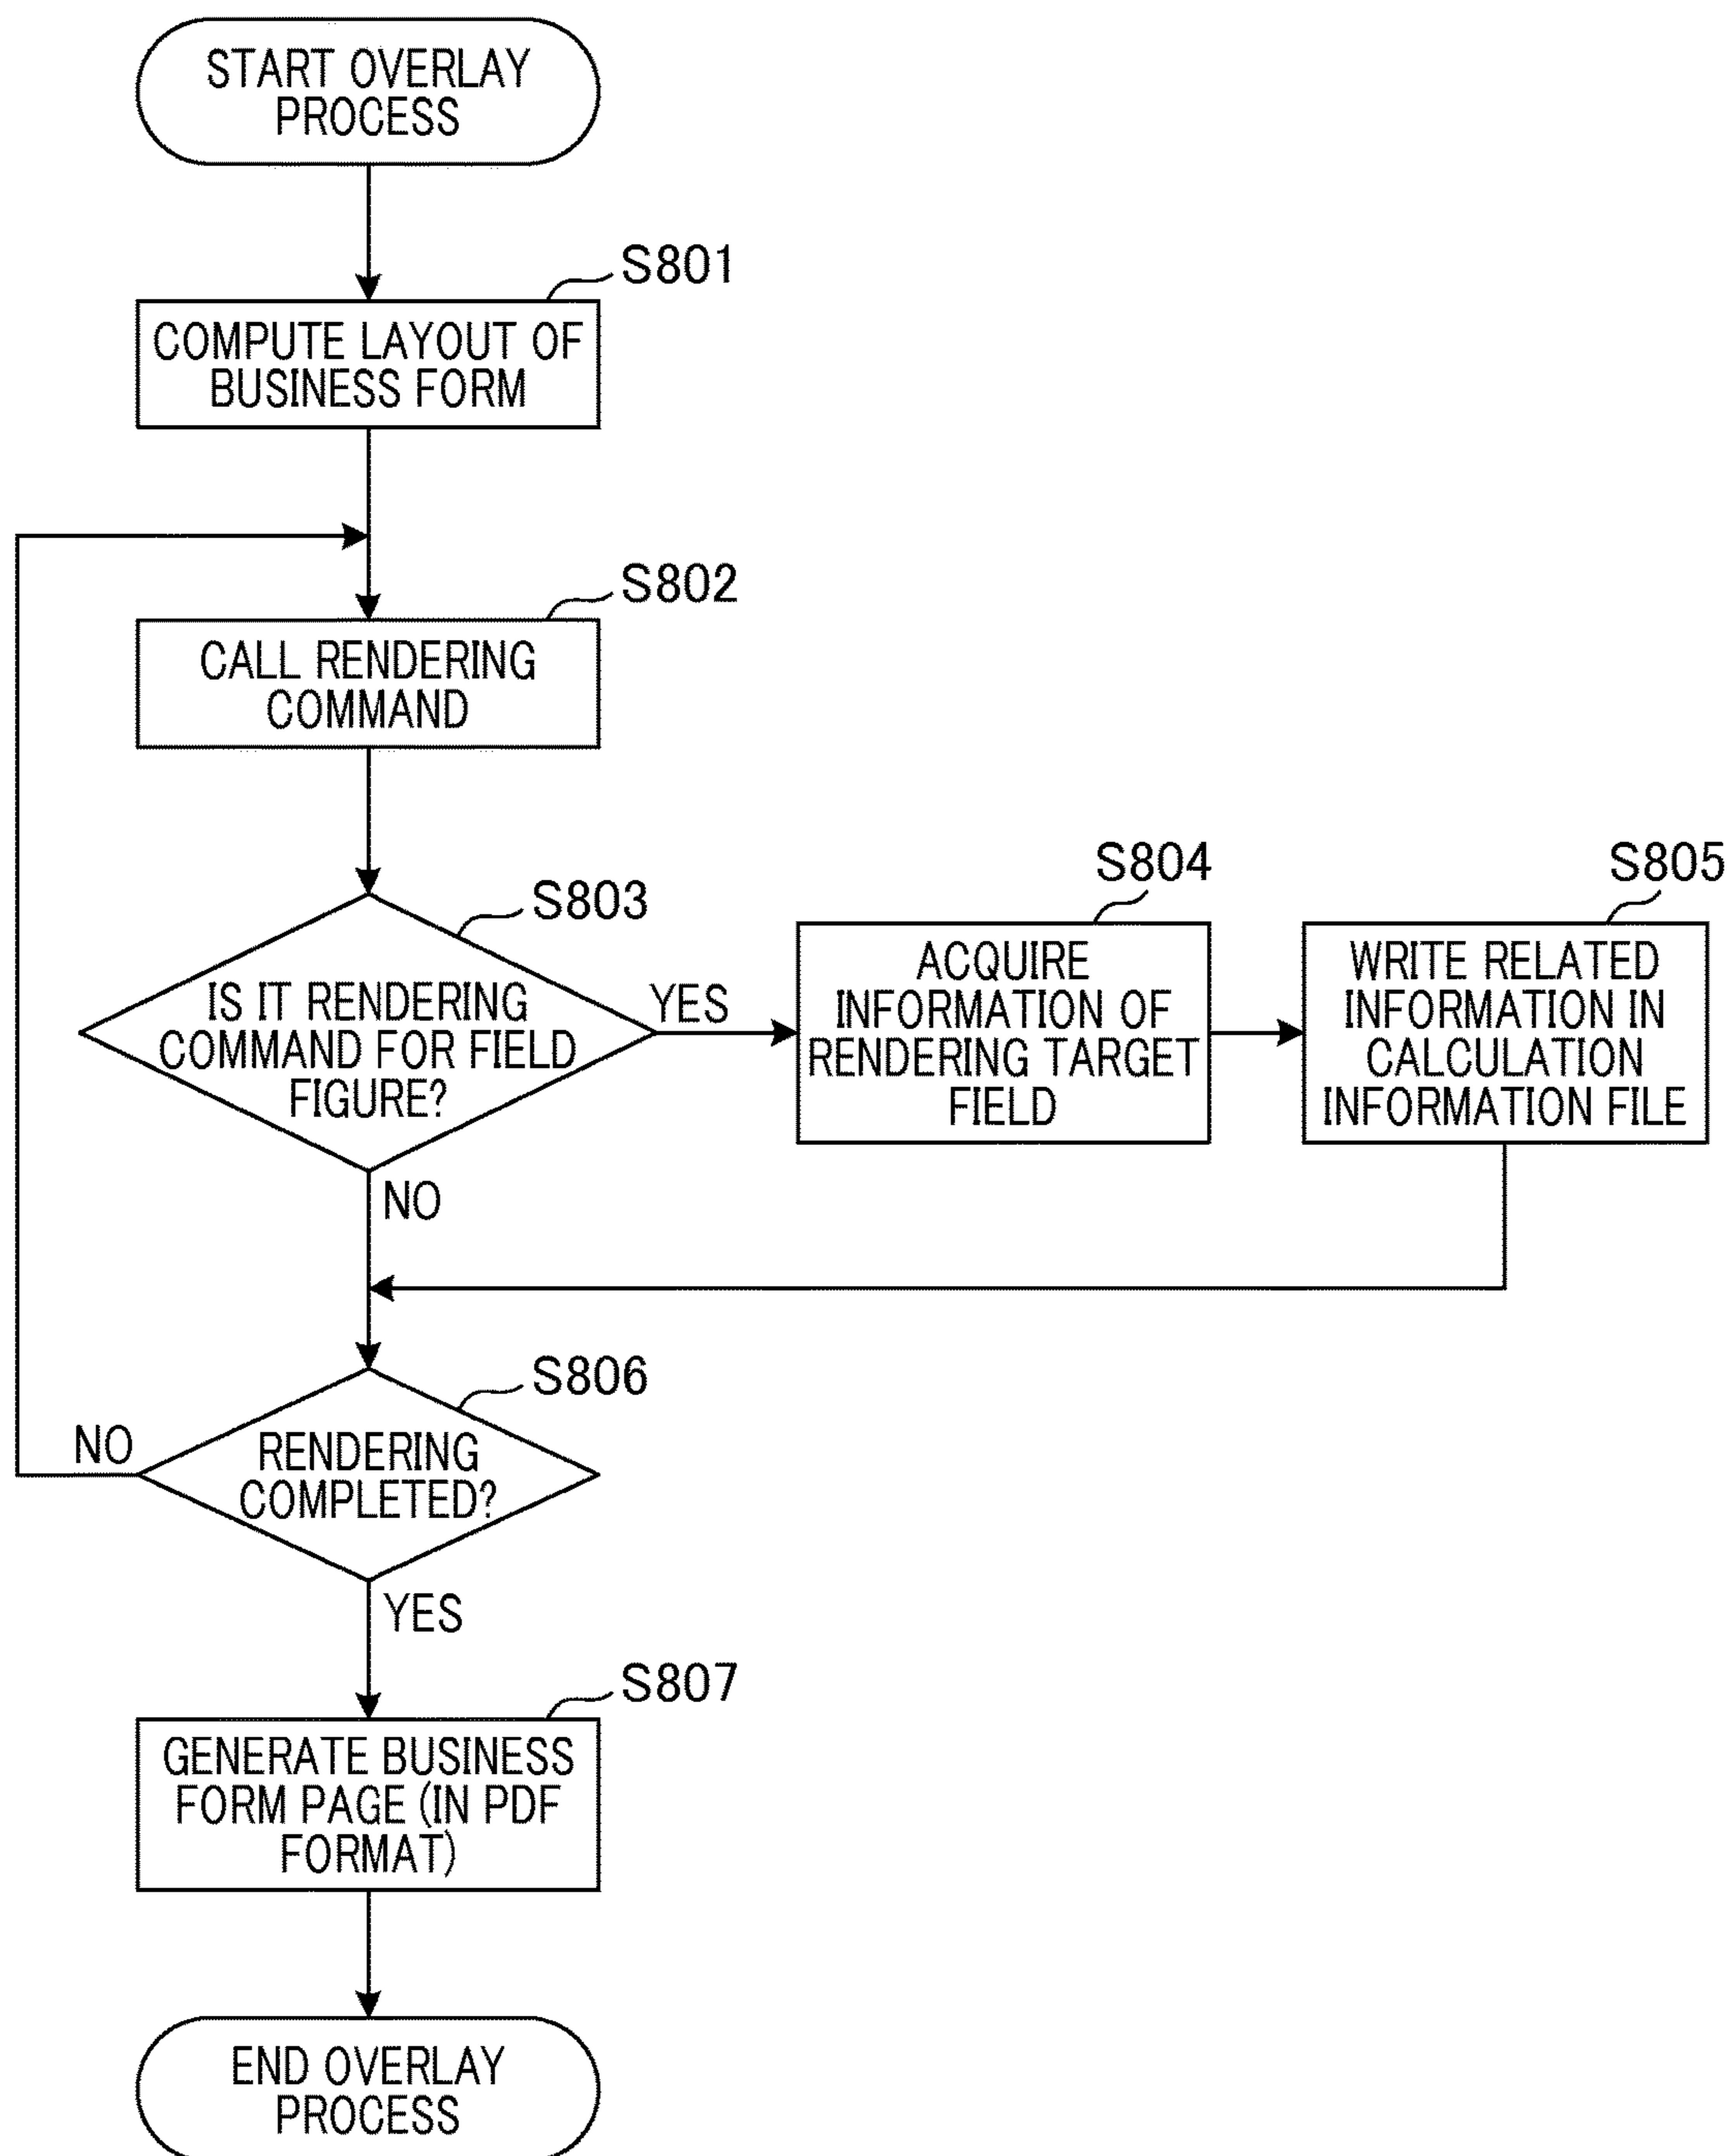 START OVERLAY
PROCESS
S801
COMPUTE LAYOUT OF
BUSINESS FORM
S802
CALL RENDERING
COMMAND
S803
IS IT RENDERING
COMMAND FOR FIELD
FIGURE?
YES
NO
S804
ACQUIRE
INFORMATION OF
RENDERING TARGET
FIELD
S805
WRITE RELATED
INFORMATION IN
CALCULATION
INFORMATION FILE
S806
RENDERING
COMPLETED?
NO
YES
S807
GENERATE BUSINESS
FORM PAGE (IN PDF
FORMAT)
END OVERLAY
PROCESS